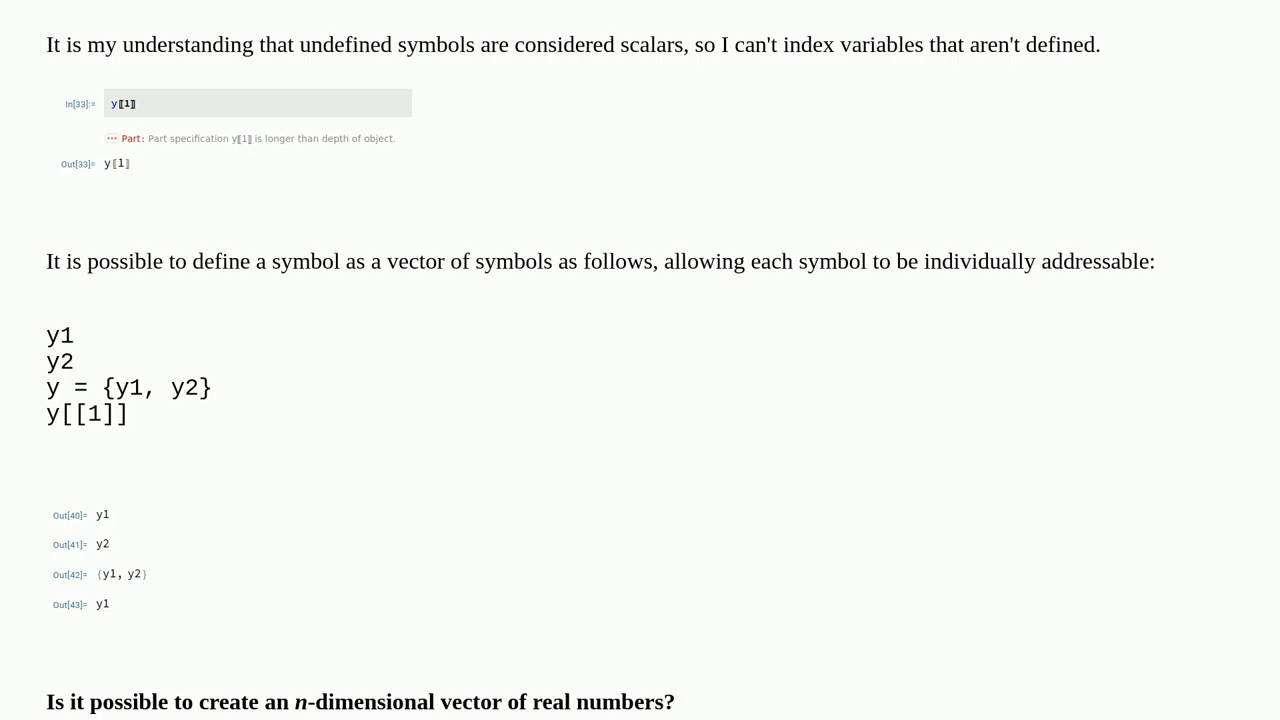 It is my understanding that undefined symbols are considered scalars, so I can't index variables that aren't defined.
In[33]:= y〚1〛
Part: Part specification y〚1〛 is longer than depth of object.
Out[33]= y〚1〛
It is possible to define a symbol as a vector of symbols as follows, allowing each symbol to be individually addressable:
y1
y2
y = {y1, y2}
y[[1]]
Out[40]= y1
Out[41]= y2
Out[42]= {y1, y2}
Out[43]= y1
Is it possible to create an n-dimensional vector of real numbers?